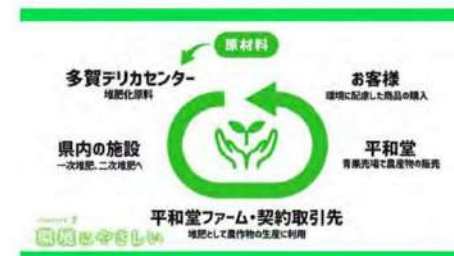 原材料
多賀デリカセンター
堆肥化原料
お客様
環境に配慮した商品の購入
県内の施設
一次堆肥、二次堆肥へ
平和堂
青果売場で農産物の販売
平和堂ファーム・契約取引先
堆肥として農作物の生産に利用
環境にやさしい